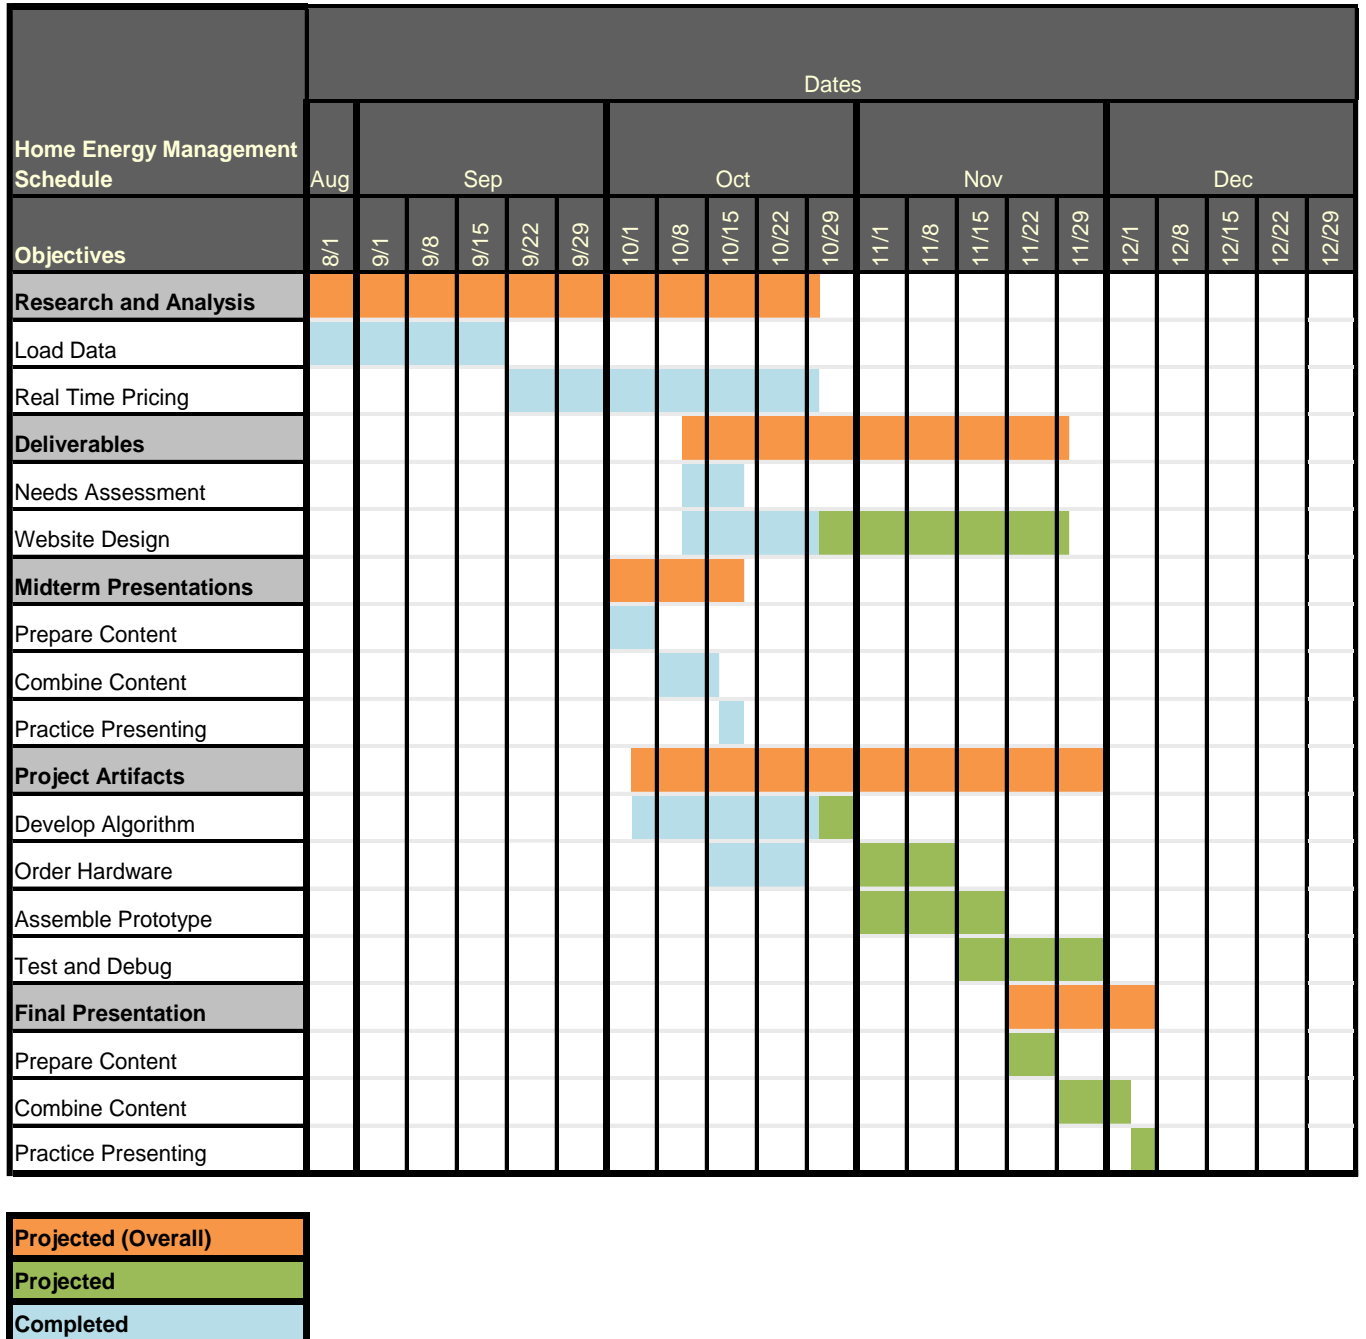 Dates
Home Energy Management
Schedule
Aug
Sep
Oct
Nov
Dec
Objectives
8/1
9/1
9/8
9/15
9/22
9/29
10/1
10/8
10/15
10/22
10/29
11/1
11/8
11/15
11/22
11/29
12/1
12/8
12/15
12/22
12/29
Research and Analysis
Load Data
Real Time Pricing
Deliverables
Needs Assessment
Website Design
Midterm Presentations
Prepare Content
Combine Content
Practice Presenting
Project Artifacts
Develop Algorithm
Order Hardware
Assemble Prototype
Test and Debug
Final Presentation
Prepare Content
Combine Content
Practice Presenting
Projected (Overall)
Projected
Completed